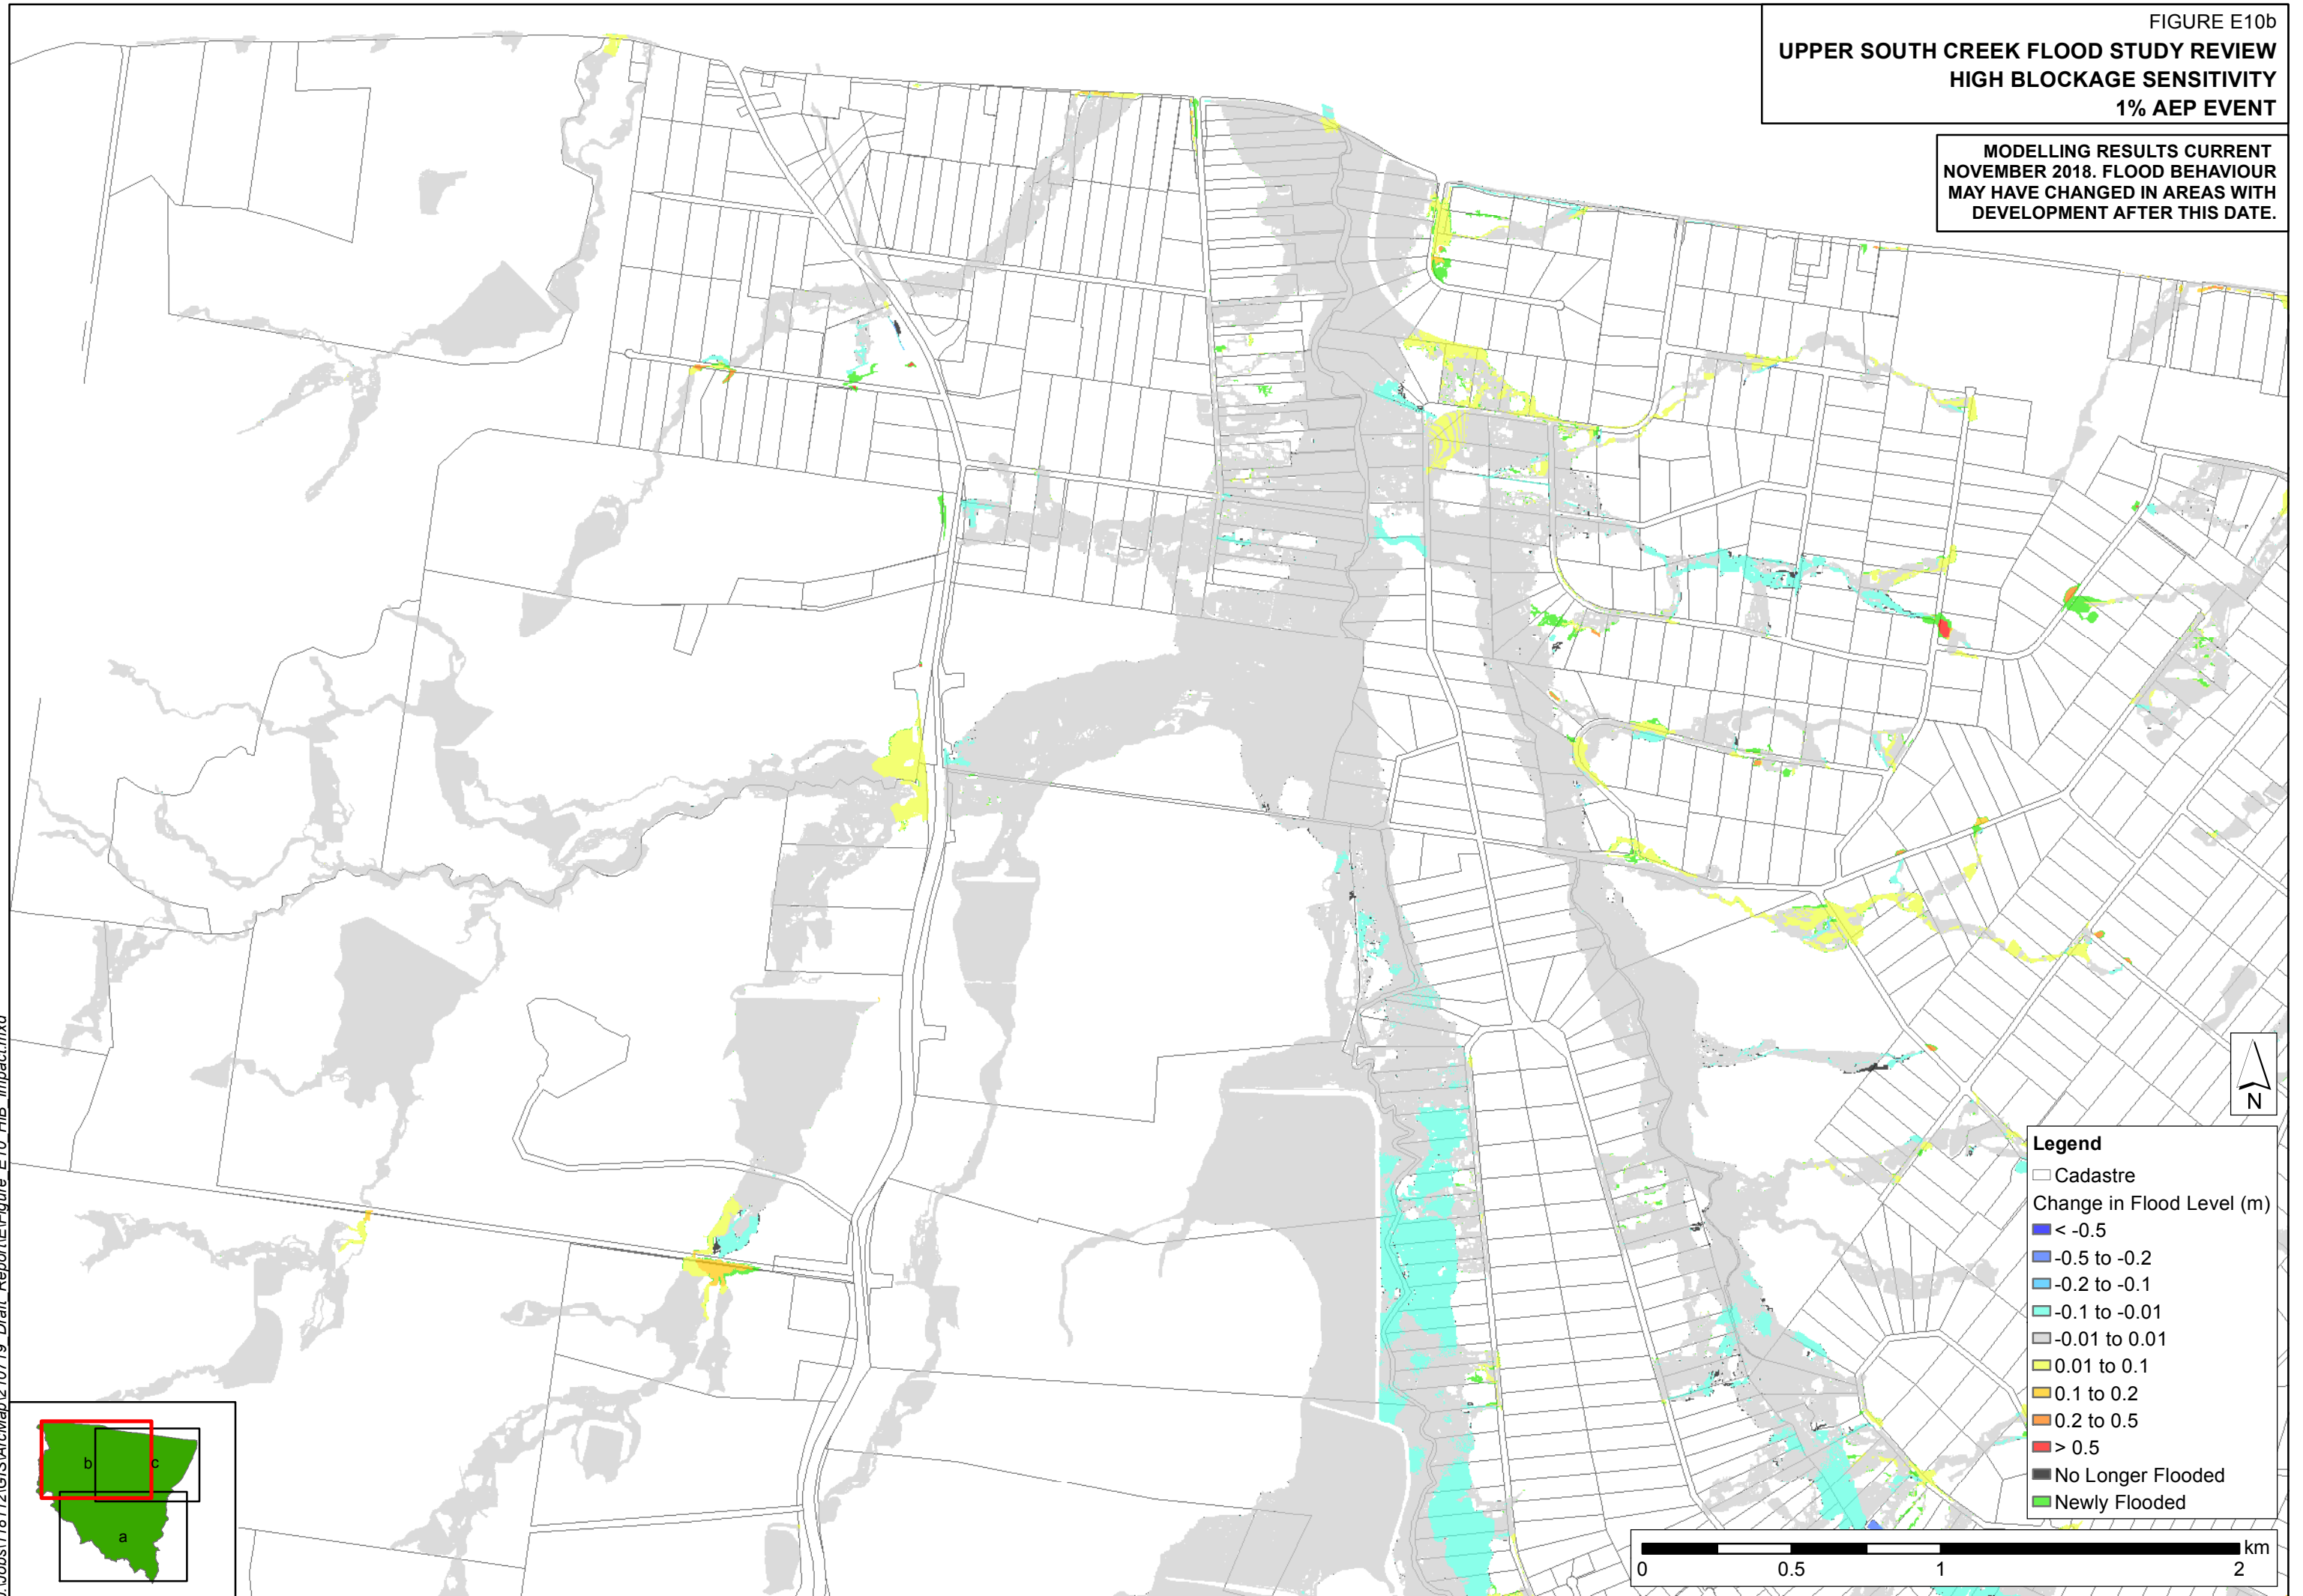 FIGURE E10b
UPPER SOUTH CREEK FLOOD STUDY REVIEW
HIGH BLOCKAGE SENSITIVITY
1% AEP EVENT
MODELLING RESULTS CURRENT
NOVEMBER 2018. FLOOD BEHAVIOUR
MAY HAVE CHANGED IN AREAS WITH
DEVELOPMENT AFTER THIS DATE.
N
Legend
Cadastre
Change in Flood Level (m)
< -0.5
-0.5 to -0.2
-0.2 to -0.1
-0.1 to -0.01
-0.01 to 0.01
0.01 to 0.1
0.1 to 0.2
0.2 to 0.5
> 0.5
No Longer Flooded
Newly Flooded
km
0 0.5 1 2
b c
a